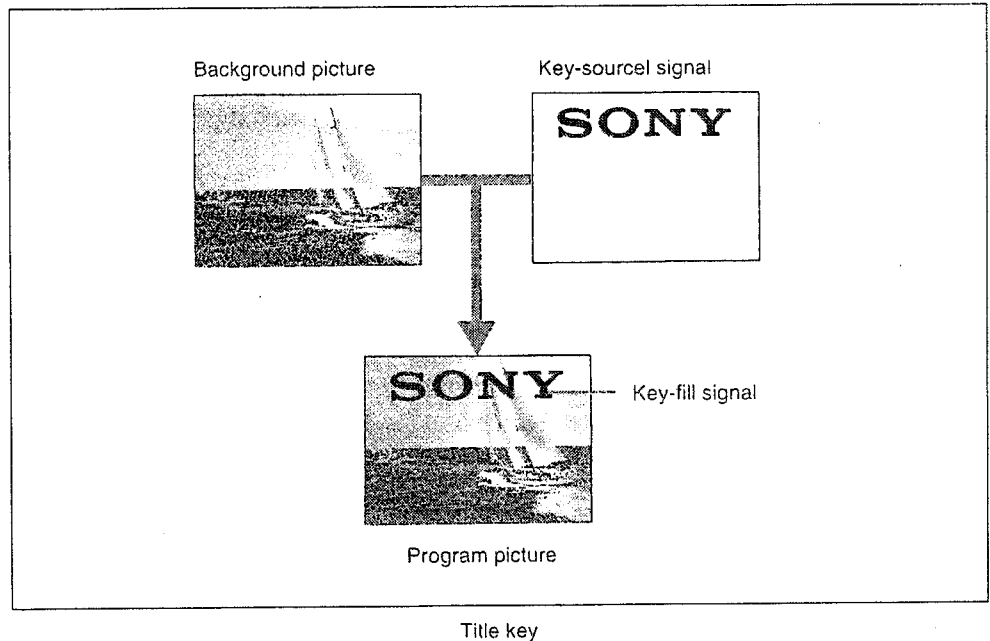 Background picture
Key-sourcel signal
SONY
SONY
Key-fill signal
Program picture
Title key